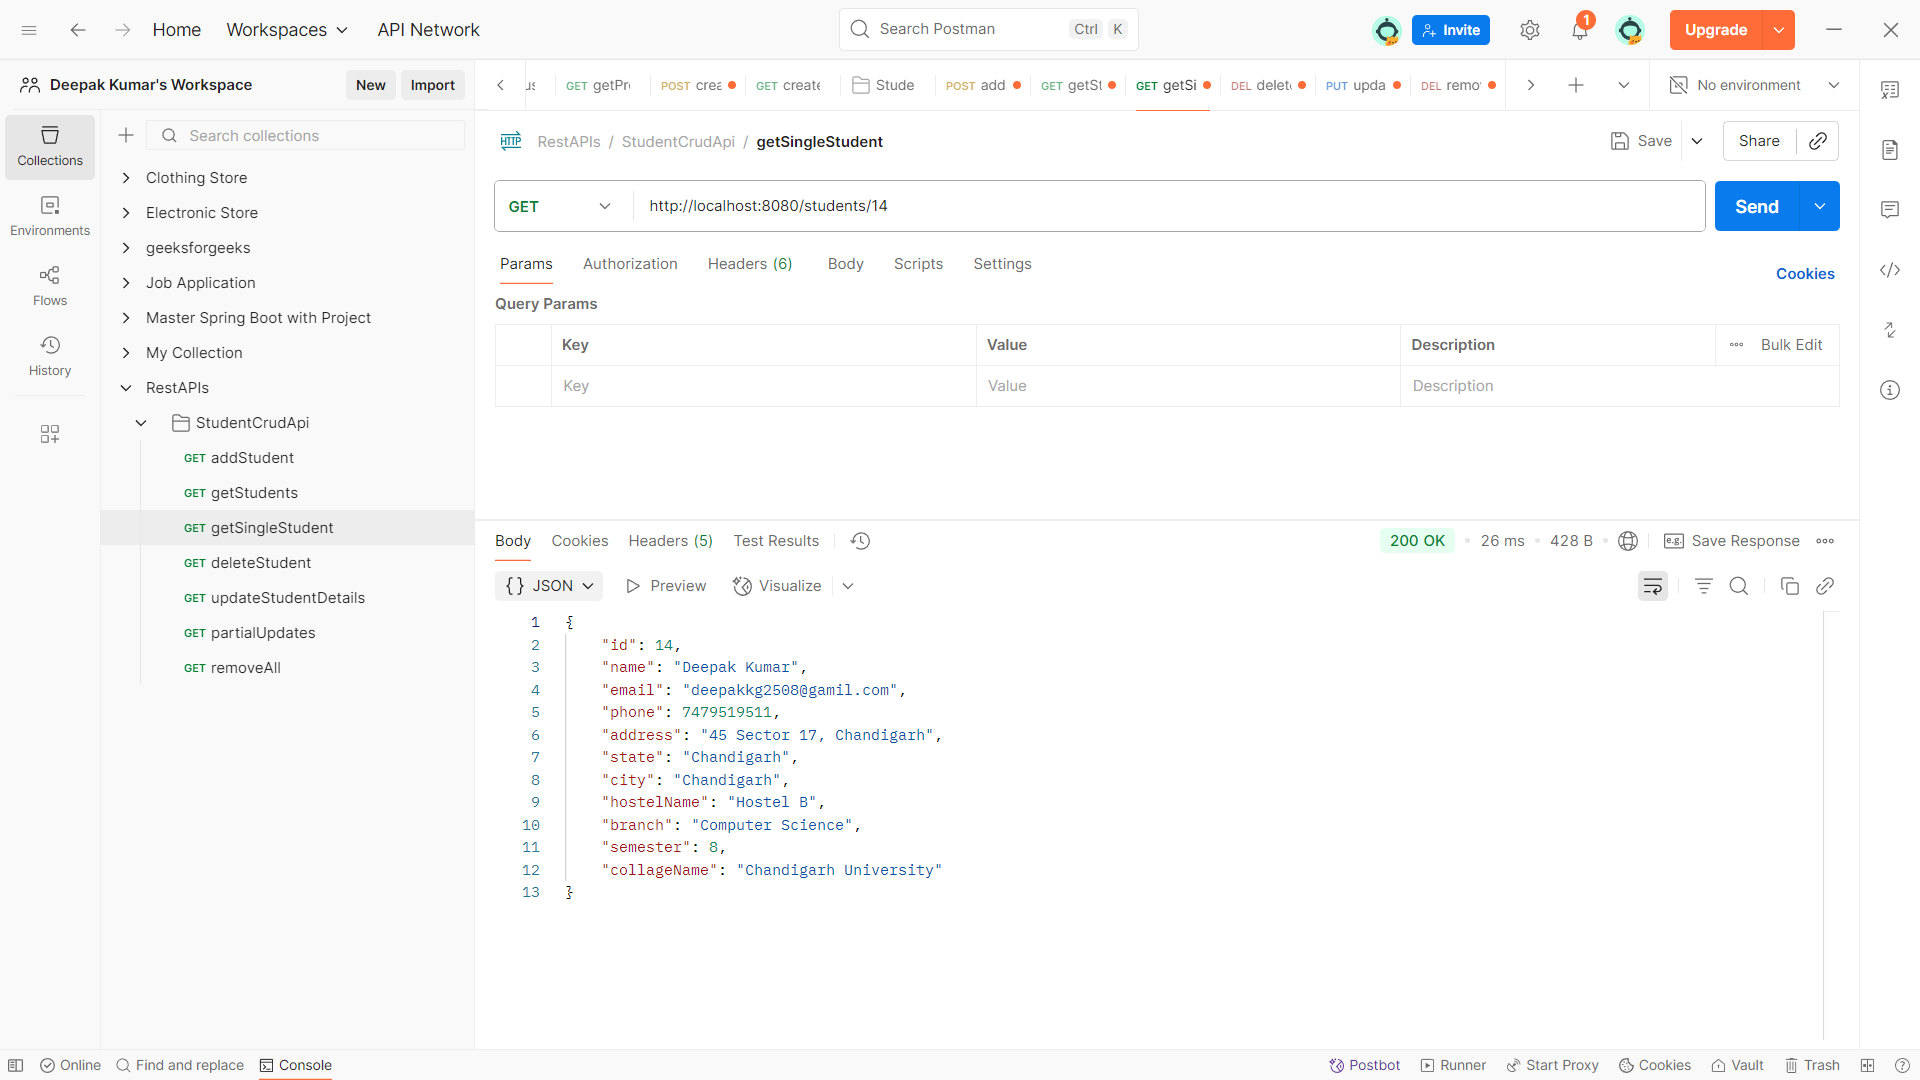 Home Workspaces API Network Search Postman Ctrl K Invite 1 Upgrade
Deepak Kumar's Workspace New Import
GET getPr POST crea GET create Stude POST add GET getSt GET getSi DEL delet PUT upda DEL remo No environment
Collections
Environments
Flows
History
Search collections
Clothing Store
Electronic Store
geeksforgeeks
Job Application
Master Spring Boot with Project
My Collection
RestAPIs
StudentCrudApi
GET addStudent
GET getStudents
GET getSingleStudent
GET deleteStudent
GET updateStudentDetails
GET partialUpdates
GET removeAll
HTTP RestAPIs / StudentCrudApi / getSingleStudent Save Share
GET http://localhost:8080/students/14 Send
Params Authorization Headers (6) Body Scripts Settings Cookies
Query Params
Key Value Description Bulk Edit
Key Value Description
Body Cookies Headers (5) Test Results 200 OK 26 ms 428 B e.g. Save Response
{} JSON Preview Visualize
1 {
2 "id": 14,
3 "name": "Deepak Kumar",
4 "email": "deepakkg2508@gamil.com",
5 "phone": 7479519511,
6 "address": "45 Sector 17, Chandigarh",
7 "state": "Chandigarh",
8 "city": "Chandigarh",
9 "hostelName": "Hostel B",
10 "branch": "Computer Science",
11 "semester": 8,
12 "collageName": "Chandigarh University"
13 }
Online Find and replace Console Postbot Runner Start Proxy Cookies Vault Trash